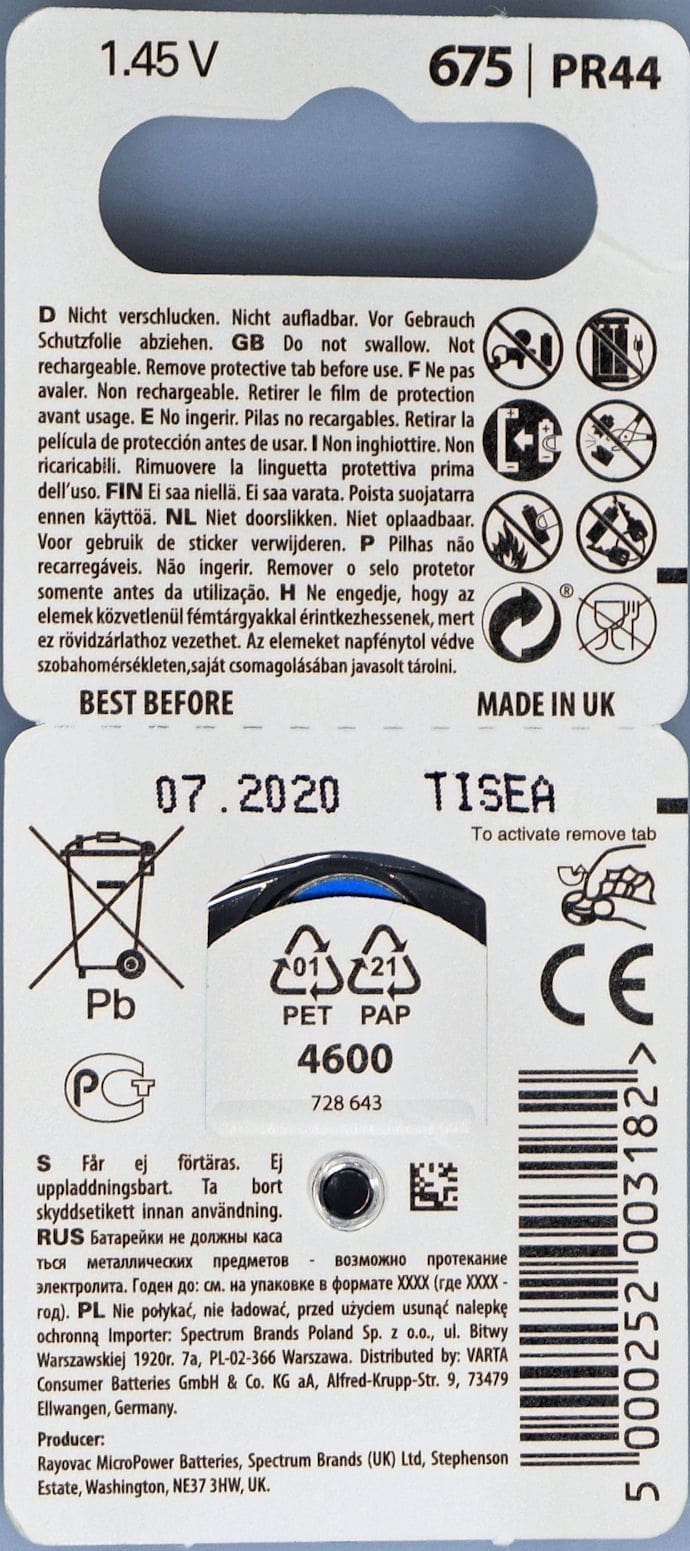 1.45 V
675 | PR44
D Nicht verschlucken. Nicht aufladbar. Vor Gebrauch
Schutzfolie abziehen. GB Do not swallow. Not
rechargeable. Remove protective tab before use. F Ne pas
avaler. Non rechargeable. Retirer le film de protection
avant usage. E No ingerir. Pilas no recargables. Retirar la
película de protección antes de usar. I Non inghiottire. Non
ricaricabili. Rimuovere la linguetta protettiva prima
dell'uso. FIN Ei saa niellä. Ei saa varata. Poista suojatarra
ennen käyttöä. NL Niet doorslikken. Niet oplaadbaar.
Voor gebruik de sticker verwijderen. P Pilhas não
recarregáveis. Não ingerir. Remover o selo protetor
somente antes da utilização. H Ne engedje, hogy az
elemek közvetlenül fémtárgyakkal érintkezhessenek, mert
ez rövidzárlathoz vezethet. Az elemeket napfénytol védve
szobahomérsékleten,saját csomagolásában javasolt tárolni.
®
BEST BEFORE
MADE IN UK
07.2020
T1SEA
To activate remove tab
Pb
01 21
PET PAP
4600
728 643
CE
PCT
S Får ej förtäras. Ej
uppladdningsbart. Ta bort
skyddsetikett innan användning.
RUS Батарейки не должны каса
ться металлических предметов - возможно протекание
электролита. Годен до: см. на упаковке в формате XXXX (где XXXX -
год). PL Nie połykać, nie ładować, przed użyciem usunąć nalepkę
ochronną Importer: Spectrum Brands Poland Sp. z o.o., ul. Bitwy
Warszawskiej 1920r. 7a, PL-02-366 Warszawa. Distributed by: VARTA
Consumer Batteries GmbH & Co. KG aA, Alfred-Krupp-Str. 9, 73479
Ellwangen, Germany.
Producer:
Rayovac MicroPower Batteries, Spectrum Brands (UK) Ltd, Stephenson
Estate, Washington, NE37 3HW, UK.
5 000252 003182 >